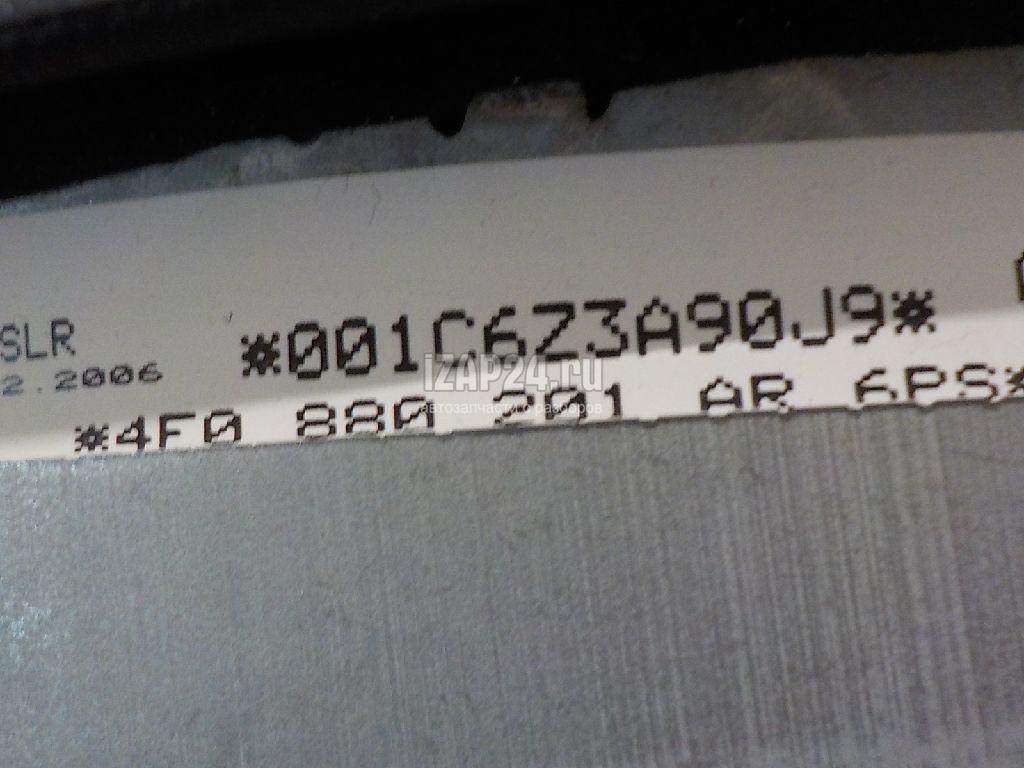 SLR
*001C6Z3A90J9*
2.2006
*4F0 880 201 AR 6PS*
iZAP24.ru
автозапчасти с разборов